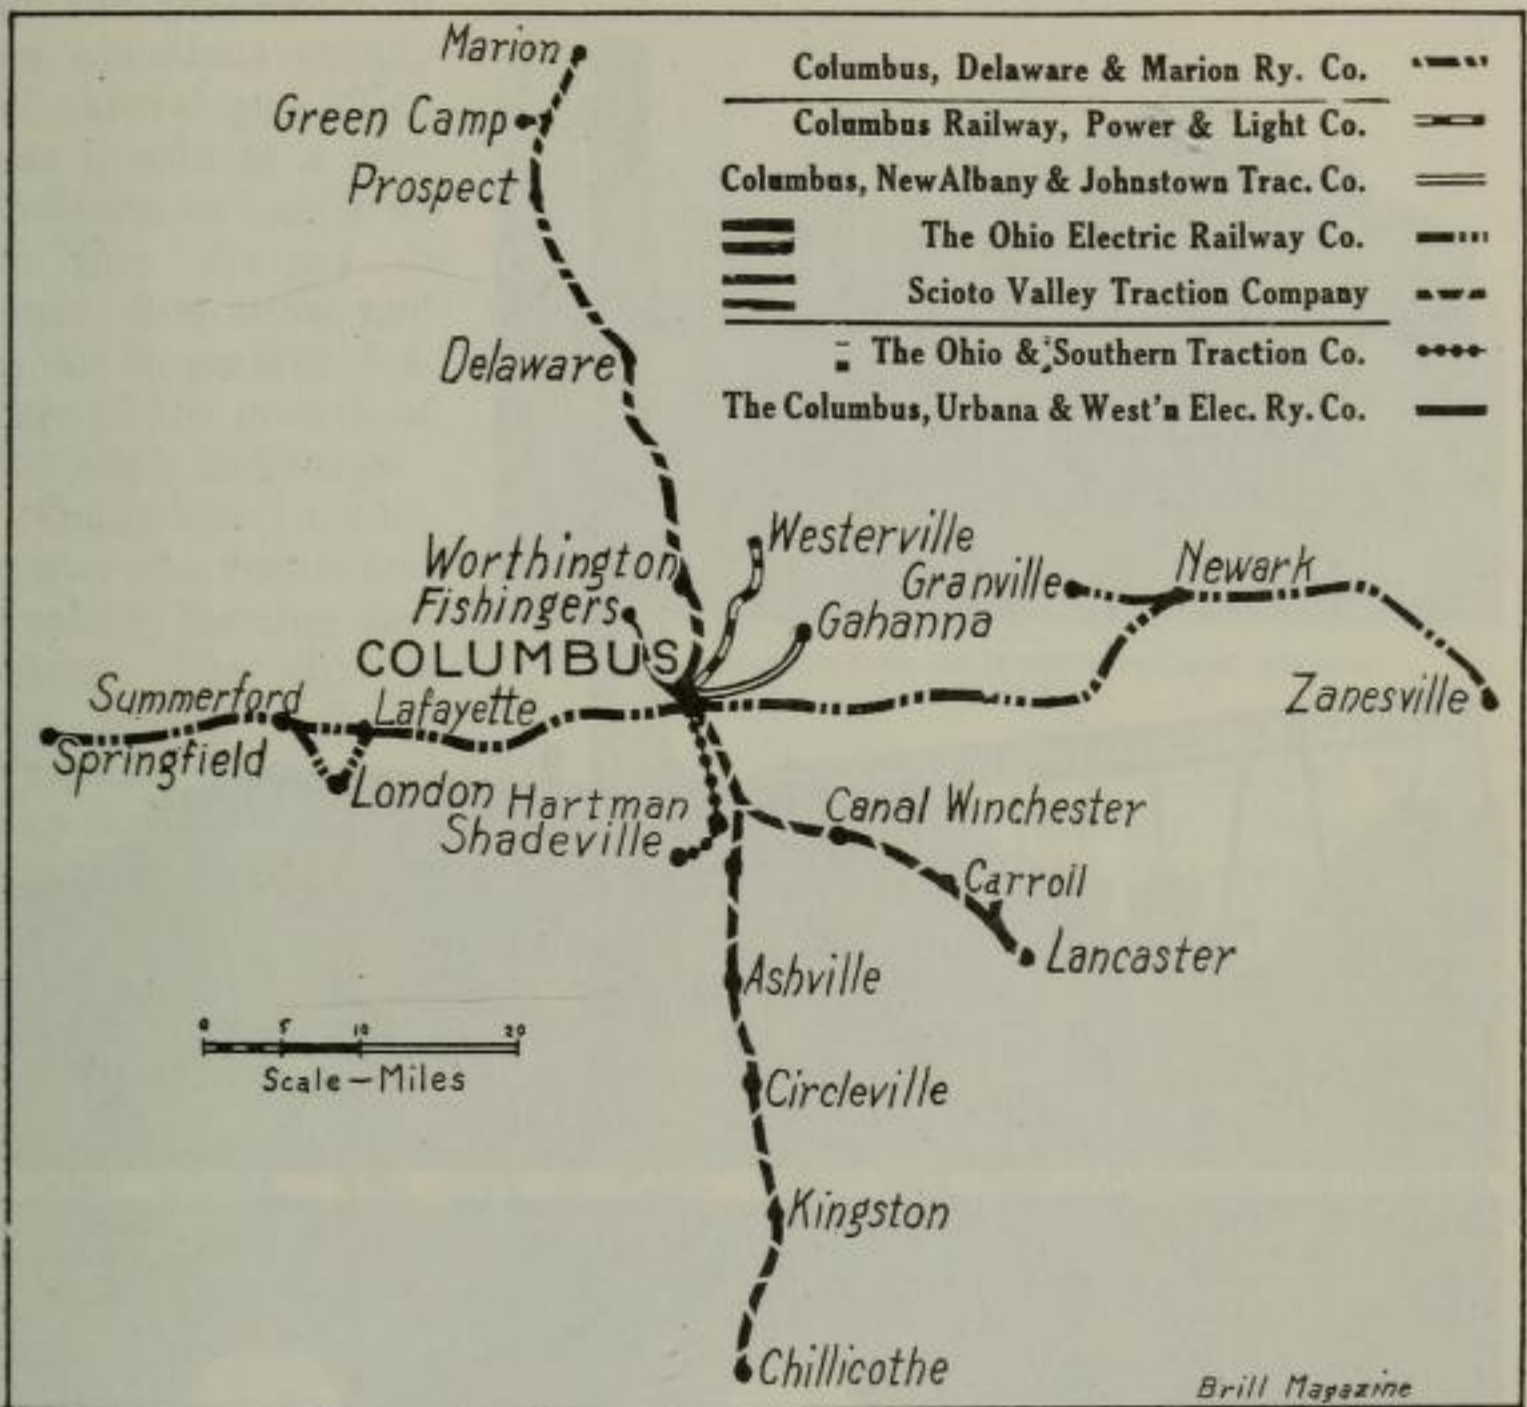 Marion
Green Camp
Prospect
Delaware
Columbus, Delaware & Marion Ry. Co.
Columbus Railway, Power & Light Co.
Columbus, New Albany & Johnstown Trac. Co.
The Ohio Electric Railway Co.
Scioto Valley Traction Company
The Ohio & Southern Traction Co.
The Columbus, Urbana & West'n Elec. Ry. Co.
Worthington
Fishingers
COLUMBUS
Westerville
Granville
Newark
Gahanna
Zanesville
Summerford
Lafayette
Springfield
London
Hartman
Shadeville
Canal Winchester
Carroll
Lancaster
Ashville
Circleville
Kingston
Chillicothe
0 5 10 20
Scale-Miles
Brill Magazine